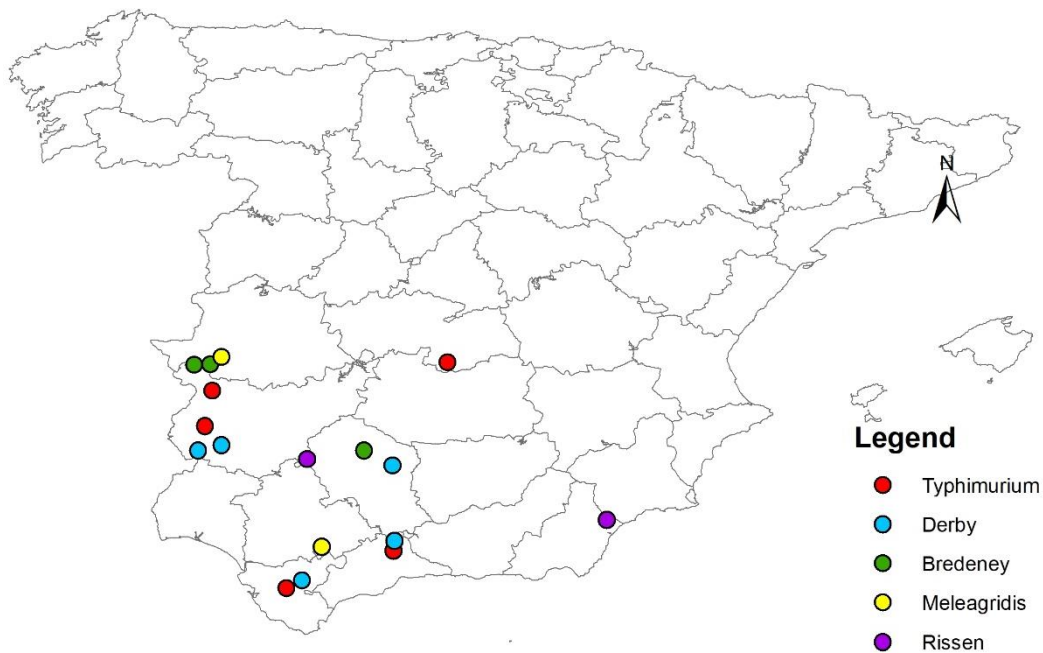 N
Legend
Typhimurium
Derby
Bredeney
Meleagridis
Rissen